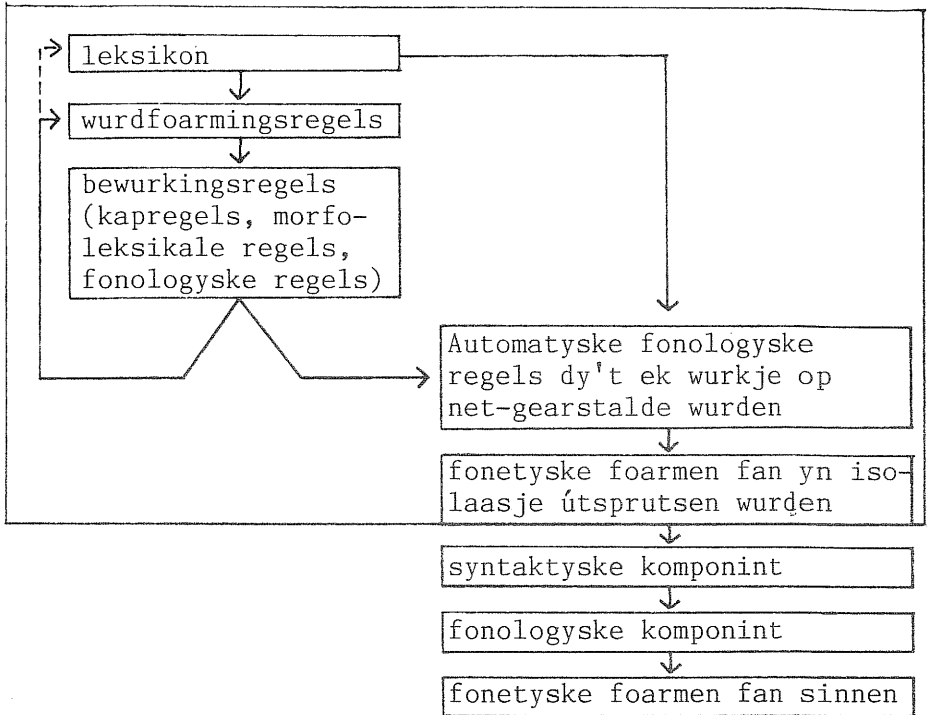 leksikon
wurdfoarmingsregels
bewurkingsregels
(kapregels, morfo-
leksikale regels,
fonologyske regels)
Automatyske fonologyske
regels dy't ek wurkje op
net-gearstalde wurden
fonetyske foarmen fan yn iso-
laasje útsprutsen wurden
syntaktyske komponint
fonologyske komponint
fonetyske foarmen fan sinnen